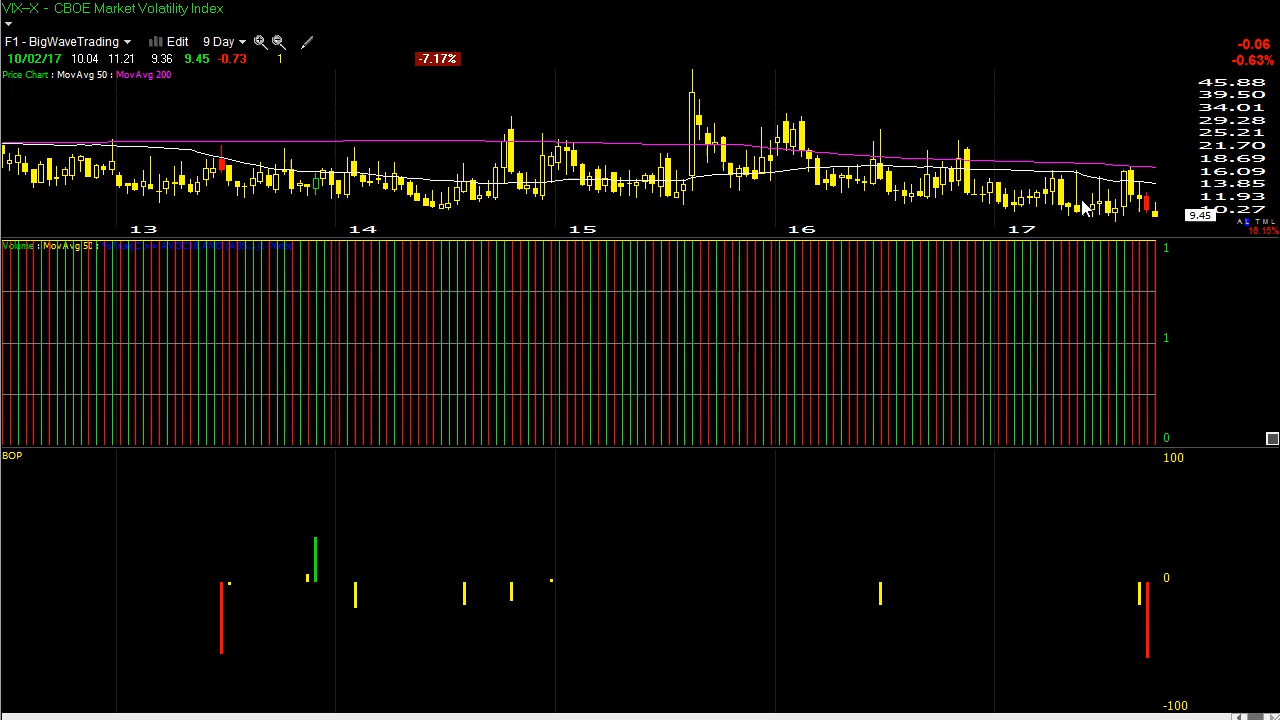 VIX-X - CBOE Market Volatility Index
F1 - BigWaveTrading Edit 9 Day
10/02/17 10.04 11.21 9.36 9.45 -0.73 1 -7.17%
-0.06
-0.63%
Price Chart : MovAvg 50 : MovAvg 200
45.88
39.50
34.01
29.28
25.21
21.70
18.69
16.09
13.85
11.93
10.27
9.45
A L T M L
13 14 15 16 17
Volume : MovAvg 50 :
1
1
0
BOP
100
0
-100